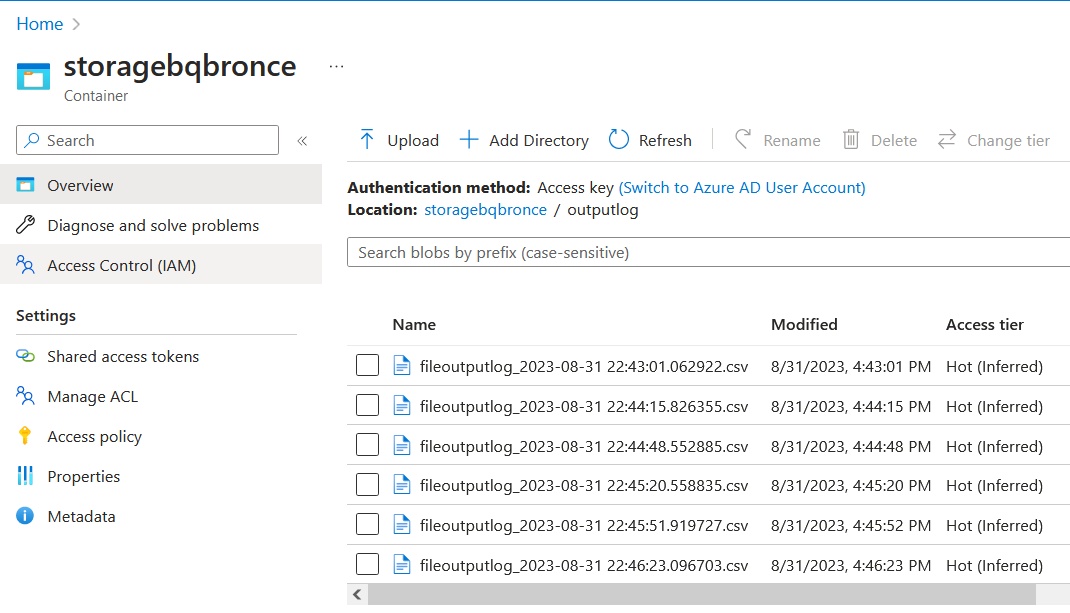 Home
storagebqbronce ...
Container
Search
Overview
Diagnose and solve problems
Access Control (IAM)
Settings
Shared access tokens
Manage ACL
Access policy
Properties
Metadata
Upload Add Directory Refresh Rename Delete Change tier
Authentication method: Access key (Switch to Azure AD User Account)
Location: storagebqbronce / outputlog
Search blobs by prefix (case-sensitive)
Name Modified Access tier
fileoutputlog_2023-08-31 22:43:01.062922.csv 8/31/2023, 4:43:01 PM Hot (Inferred)
fileoutputlog_2023-08-31 22:44:15.826355.csv 8/31/2023, 4:44:15 PM Hot (Inferred)
fileoutputlog_2023-08-31 22:44:48.552885.csv 8/31/2023, 4:44:48 PM Hot (Inferred)
fileoutputlog_2023-08-31 22:45:20.558835.csv 8/31/2023, 4:45:20 PM Hot (Inferred)
fileoutputlog_2023-08-31 22:45:51.919727.csv 8/31/2023, 4:45:52 PM Hot (Inferred)
fileoutputlog_2023-08-31 22:46:23.096703.csv 8/31/2023, 4:46:23 PM Hot (Inferred)